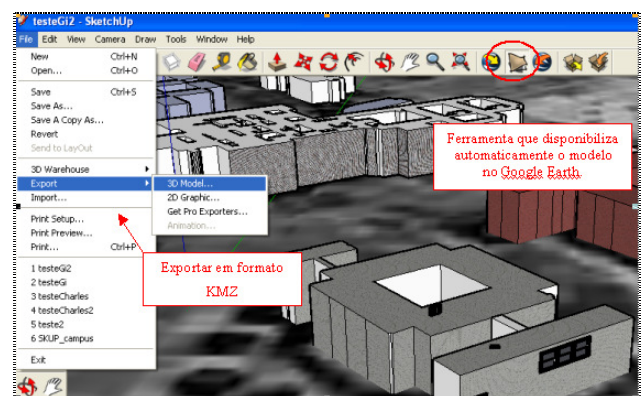 testeGi2 - SketchUp
File Edit View Camera Draw Tools Window Help
New Ctrl+N
Open... Ctrl+O
Save Ctrl+S
Save As...
Save A Copy As...
Revert
Send to LayOut
3D Warehouse
Export
Import...
3D Model...
2D Graphic...
Get Pro Exporters...
Animation...
Print Setup...
Print Preview...
Print... Ctrl+P
1 testeGi2
2 testeGi
3 testeCharles
4 testeCharles2
5 teste2
6 SKUP_campus
Exit
Ferramenta que disponibiliza
automaticamente o modelo
no Google Earth.
Exportar em formato
KMZ